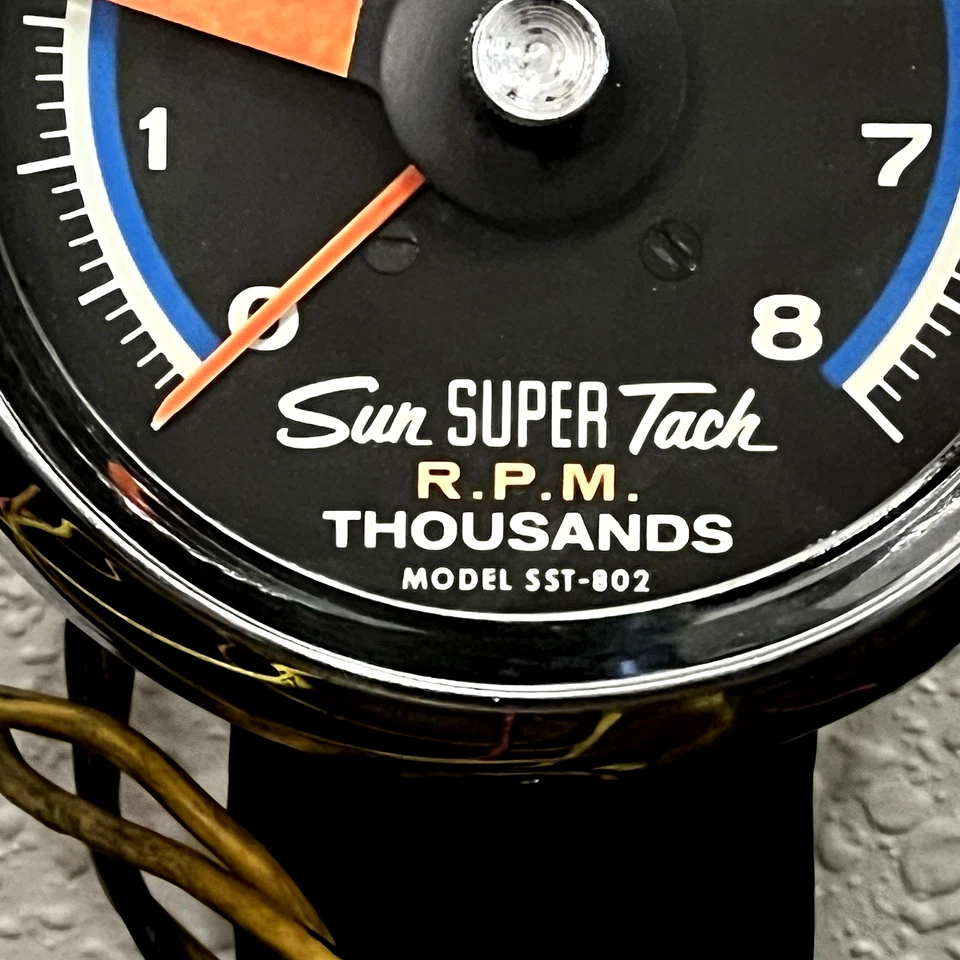 1 7
0 8
Sun SUPER Tach
R.P.M.
THOUSANDS
MODEL SST-802